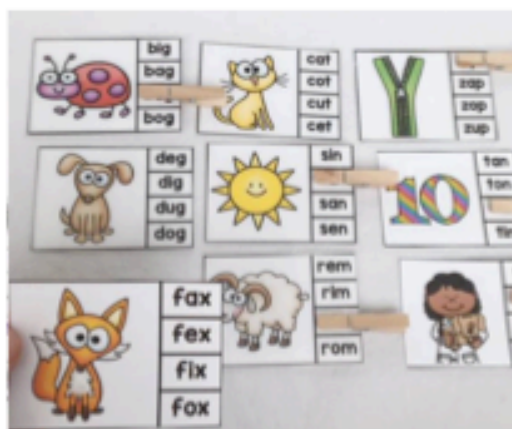 big
bag
bog
cat
cot
cut
cet
zap
zop
zup
deg
dig
dug
dog
sin
san
sen
10
tan
ton
fax
fex
fix
fox
rem
rim
rom